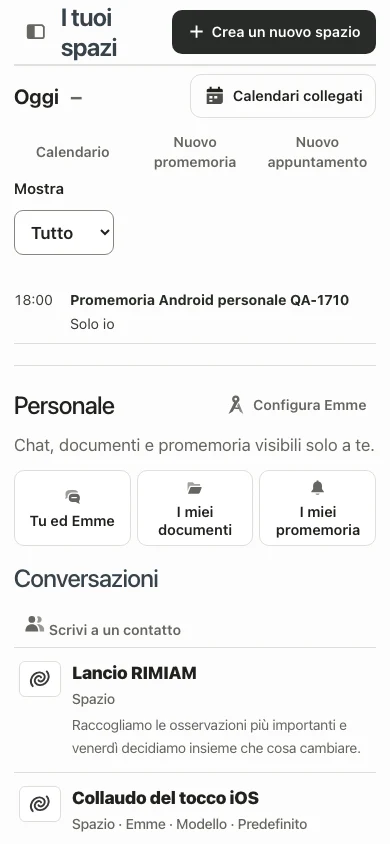 I tuoi
spazi
Crea un nuovo spazio
Oggi –
Calendari collegati
Calendario
Nuovo
promemoria
Nuovo
appuntamento
Mostra
Tutto
18:00 Promemoria Android personale QA-1710
Solo io
Personale
Configura Emme
Chat, documenti e promemoria visibili solo a te.
Tu ed Emme
I miei
documenti
I miei
promemoria
Conversazioni
Scrivi a un contatto
Lancio RIMIAM
Spazio
Raccogliamo le osservazioni più importanti e
venerdì decidiamo insieme che cosa cambiare.
Collaudo del tocco iOS
Spazio · Emme · Modello · Predefinito